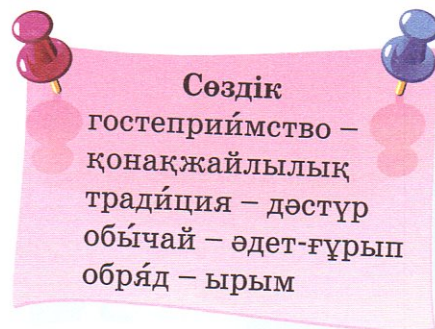 Сөздік
гостеприи́мство –
қонақжайлылық
тради́ция – дәстүр
обы́чай – әдет-ғұрып
обря́д – ырым